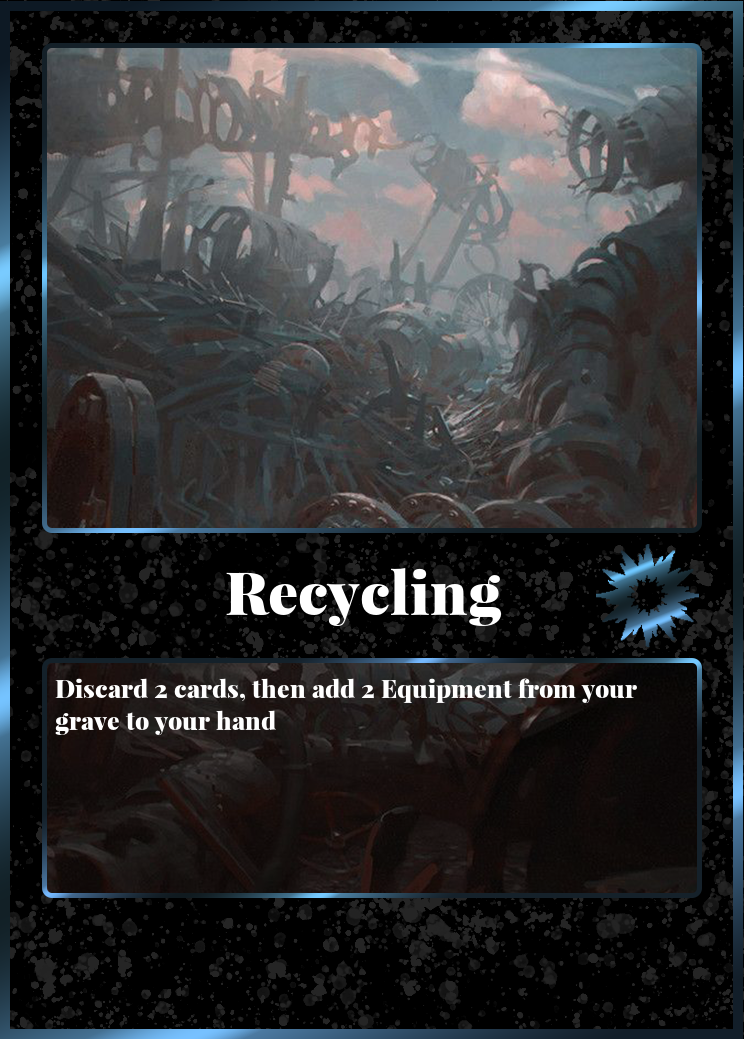 Recycling
Discard 2 cards, then add 2 Equipment from your
grave to your hand